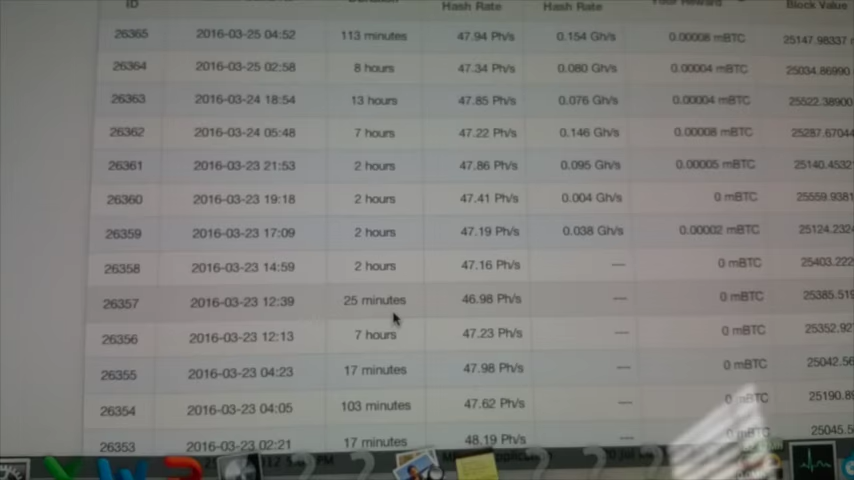 ID Hash Rate Hash Rate Block Value
26365 2016-03-25 04:52 113 minutes 47.94 Ph/s 0.154 Gh/s 0.00008 mBTC 25147.98337
26364 2016-03-25 02:58 8 hours 47.34 Ph/s 0.080 Gh/s 0.00004 mBTC 25034.86990
26363 2016-03-24 18:54 13 hours 47.85 Ph/s 0.076 Gh/s 0.00004 mBTC 25522.38900
26362 2016-03-24 05:48 7 hours 47.22 Ph/s 0.146 Gh/s 0.00008 mBTC 25287.67044
26361 2016-03-23 21:53 2 hours 47.86 Ph/s 0.095 Gh/s 0.00005 mBTC 25140.4532
26360 2016-03-23 19:18 2 hours 47.41 Ph/s 0.004 Gh/s 0 mBTC 25559.9381
26359 2016-03-23 17:09 2 hours 47.19 Ph/s 0.038 Gh/s 0.00002 mBTC 25124.232
26358 2016-03-23 14:59 2 hours 47.16 Ph/s — 0 mBTC 25403.222
26357 2016-03-23 12:39 25 minutes 46.98 Ph/s — 0 mBTC 25385.519
26356 2016-03-23 12:13 7 hours 47.23 Ph/s — 0 mBTC 25352.92
26355 2016-03-23 04:23 17 minutes 47.98 Ph/s — 0 mBTC 25042.56
26354 2016-03-23 04:05 103 minutes 47.62 Ph/s — 0 mBTC 25190.89
26353 2016-03-23 02:21 17 minutes 48.19 Ph/s — 0 mBTC 25045.5